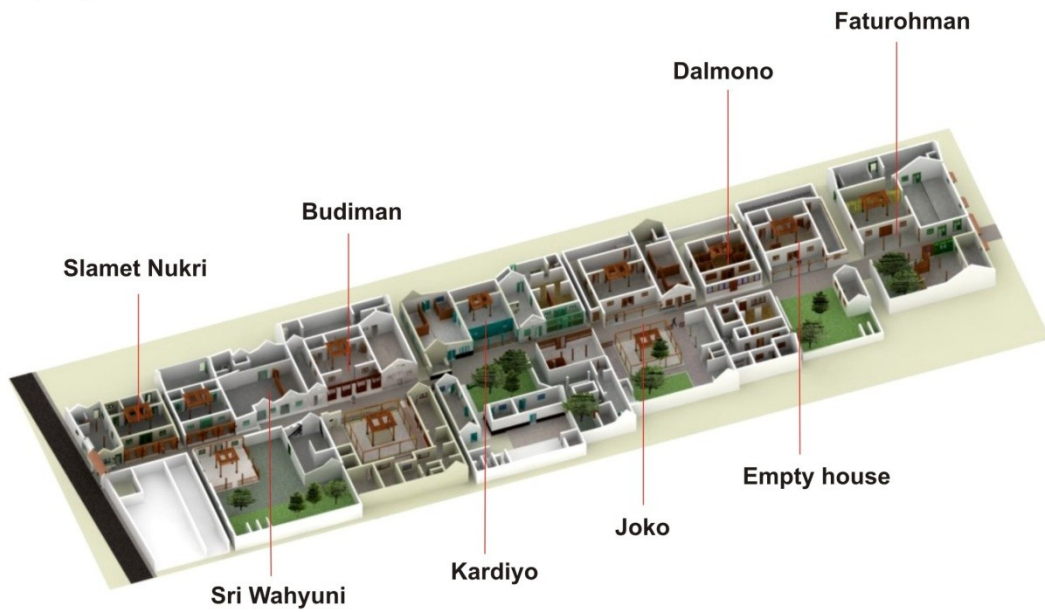 Faturohman
Dalmono
Budiman
Slamet Nukri
Empty house
Joko
Kardiyo
Sri Wahyuni